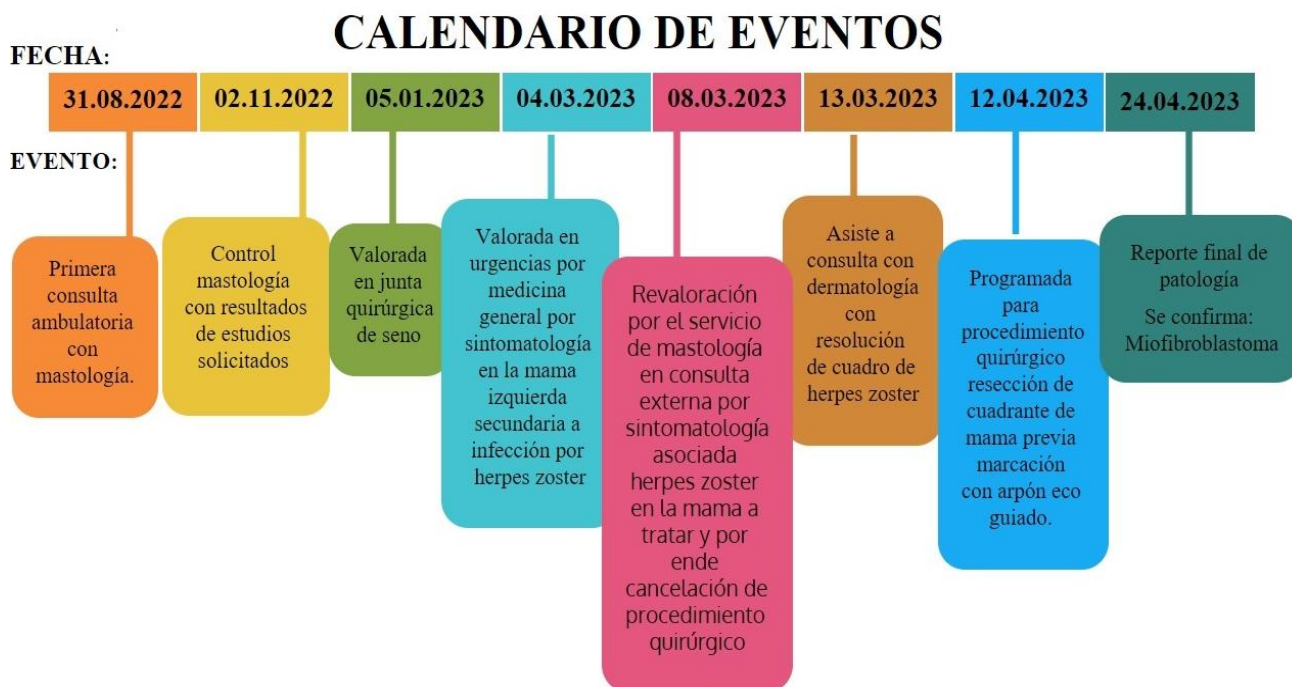 CALENDARIO DE EVENTOS
FECHA:
31.08.2022
02.11.2022
05.01.2023
04.03.2023
08.03.2023
13.03.2023
12.04.2023
24.04.2023
EVENTO:
Primera
consulta
ambulatoria
con
mastología.
Control
mastología
con resultados
de estudios
solicitados
Valorada
en junta
quirúrgica
de seno
Valorada en
urgencias por
medicina
general por
sintomatología
en la mama
izquierda
secundaria a
infección por
herpes zoster
Revaloración
por el servicio
de mastología
en consulta
externa por
sintomatología
asociada
herpes zoster
en la mama a
tratar y por
ende
cancelación de
procedimiento
quirúrgico
Asiste a
consulta con
dermatología
con
resolución
de cuadro de
herpes zoster
Programada
para
procedimiento
quirúrgico
resección de
cuadrante de
mama previa
marcación
con arpón eco
guiado.
Reporte final de
patología
Se confirma:
Miofibroblastoma